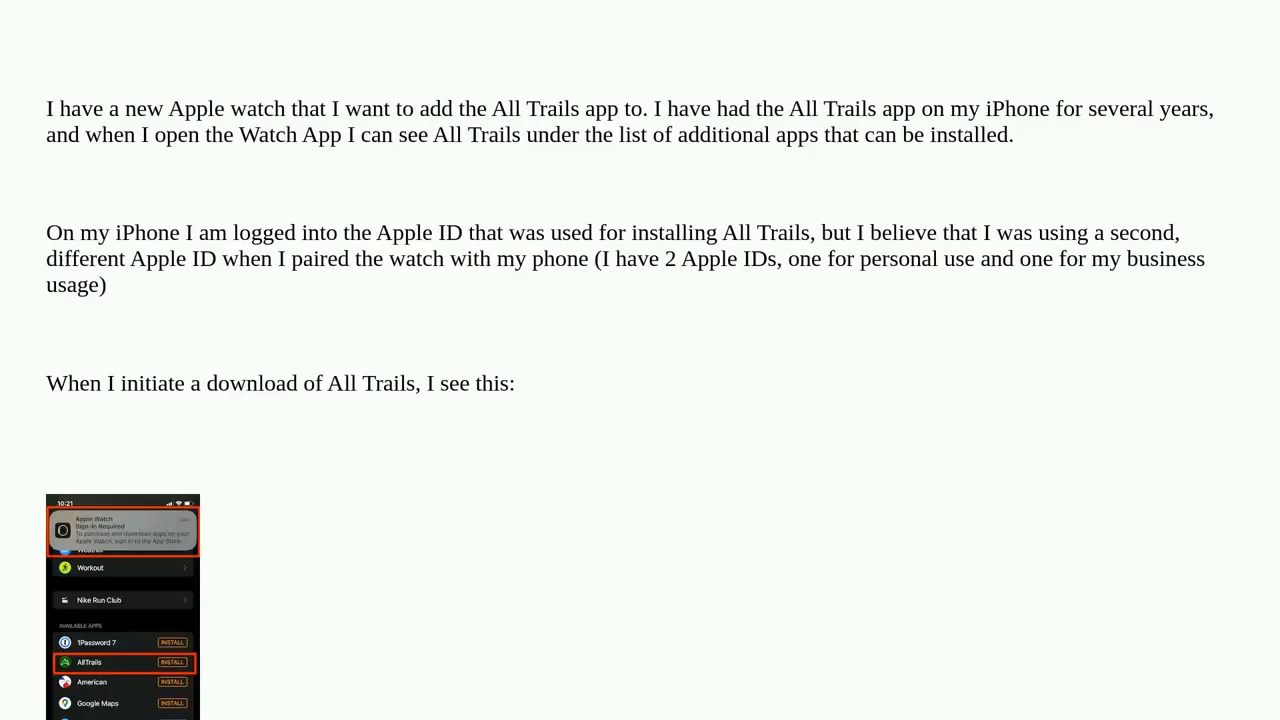 I have a new Apple watch that I want to add the All Trails app to. I have had the All Trails app on my iPhone for several years,
and when I open the Watch App I can see All Trails under the list of additional apps that can be installed.
On my iPhone I am logged into the Apple ID that was used for installing All Trails, but I believe that I was using a second,
different Apple ID when I paired the watch with my phone (I have 2 Apple IDs, one for personal use and one for my business
usage)
When I initiate a download of All Trails, I see this:
10:21
Apple Watch
Sign-In Required
To purchase and download apps on your
Apple Watch, sign in to the App Store
Weather
Workout
Nike Run Club
AVAILABLE APPS
1Password 7 INSTALL
AllTrails INSTALL
American INSTALL
Google Maps INSTALL